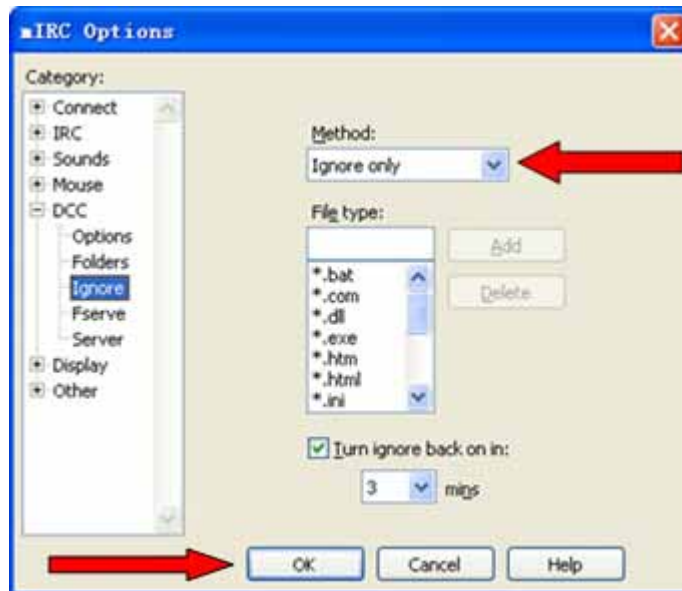 mIRC Options
Category:
Connect
IRC
Sounds
Mouse
DCC
Options
Folders
Ignore
Fserve
Server
Display
Other
Method:
Ignore only
File type:
Add
*.bat
*.com
Delete
*.dll
*.exe
*.htm
*.html
*.ini
Turn ignore back on in:
3 mins
OK Cancel Help